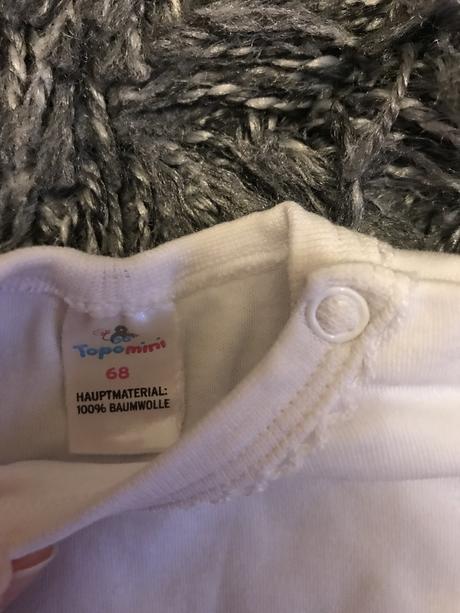 Topomini
68
HAUPTMATERIAL:
100% BAUMWOLLE